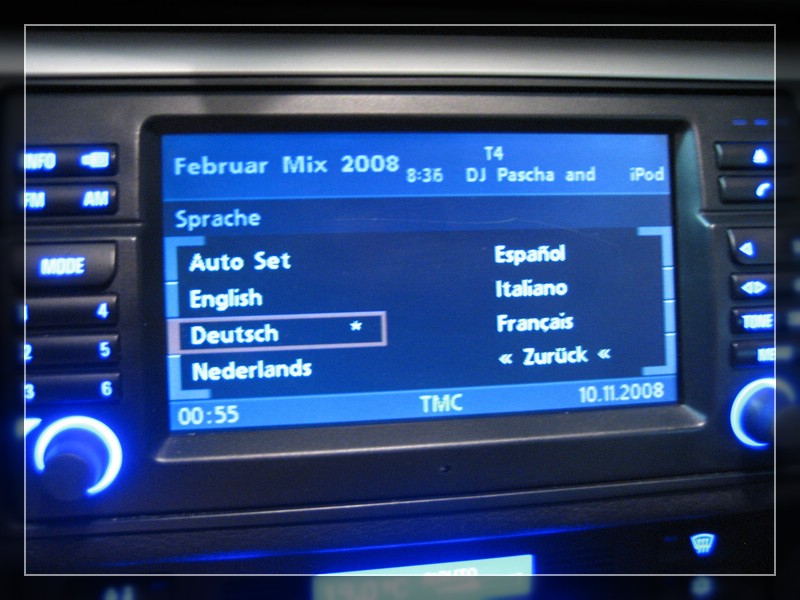 INFO
FM AM
MODE
4
2 5
3 6
Februar Mix 2008 8:36 T4
DJ Pascha and iPod
Sprache
Auto Set
English
Deutsch *
Nederlands
Español
Italiano
Français
« Zurück «
00:55 TMC 10.11.2008
TONE
AUTO